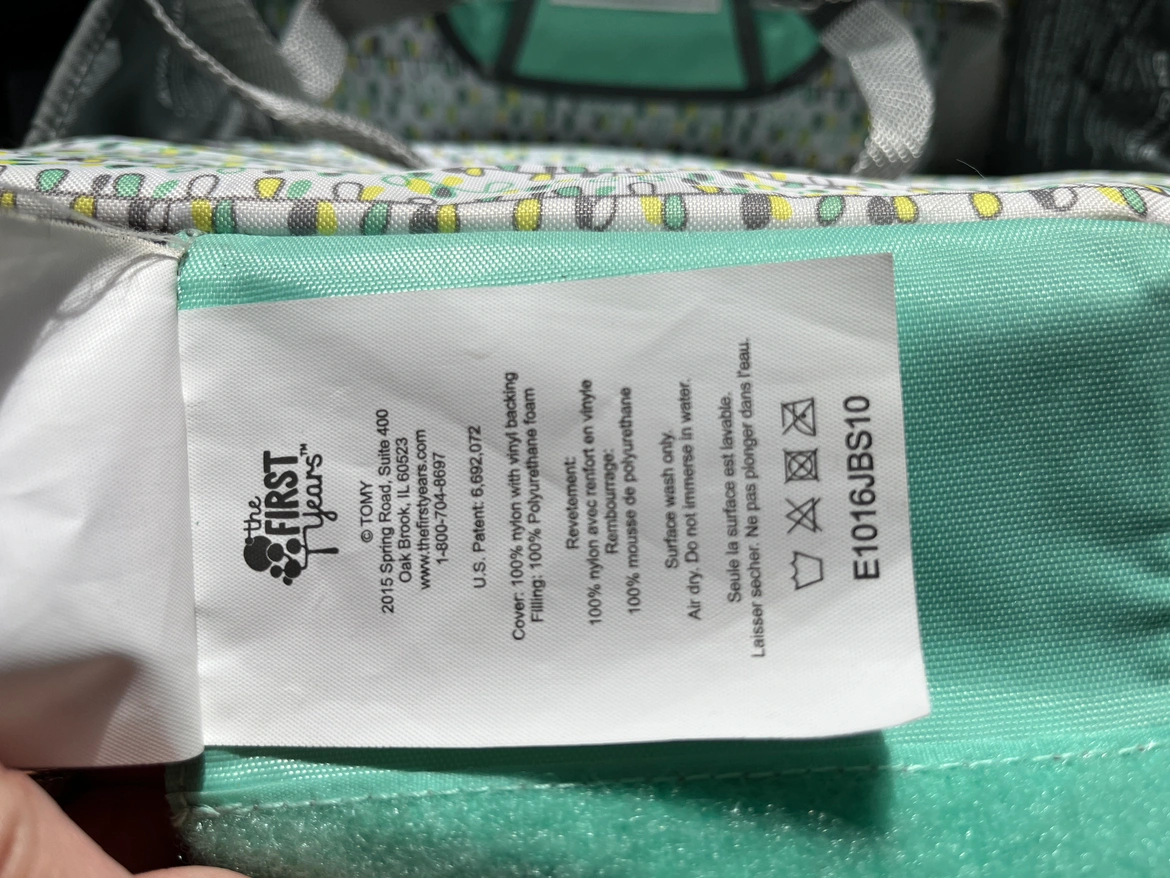 the
FIRST
years™
© TOMY
2015 Spring Road, Suite 400
Oak Brook, IL 60523
www.thefirstyears.com
1-800-704-8697
U.S. Patent: 6,692,072
Cover: 100% nylon with vinyl backing
Filling: 100% Polyurethane foam
Revetement:
100% nylon avec renfort en vinyle
Rembourrage:
100% mousse de polyurethane
Surface wash only.
Air dry. Do not immerse in water.
Seule la surface est lavable.
Laisser secher. Ne pas plonger dans l'eau.
E1016JBS10